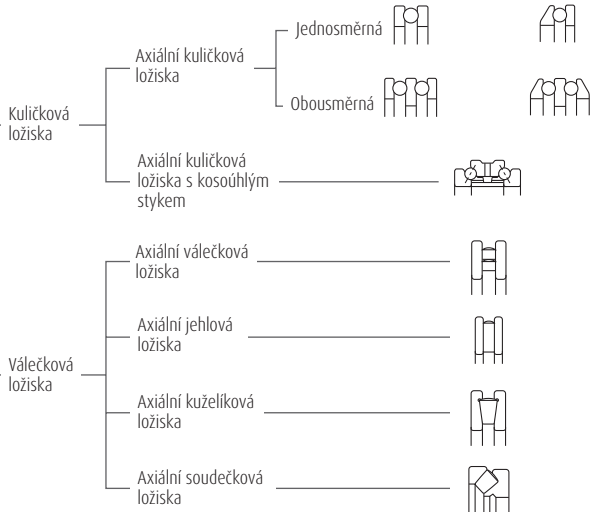 Kuličková
ložiska
Axiální kuličková
ložiska
Jednosměrná
Obousměrná
Axiální kuličková
ložiska s kosoúhlým
stykem
Válečková
ložiska
Axiální válečková
ložiska
Axiální jehlová
ložiska
Axiální kuželíková
ložiska
Axiální soudečková
ložiska